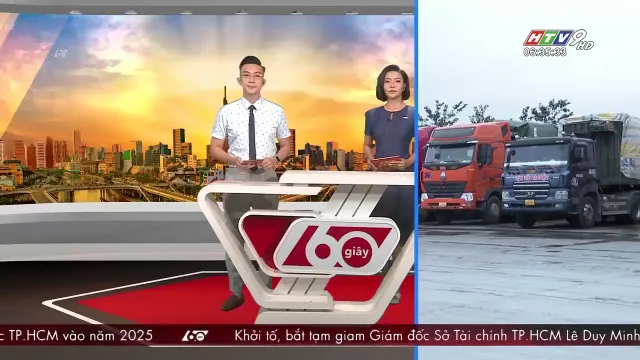 HTV9 HD
06:35:33
60 giây
c TP.HCM vào năm 2025 60 Khởi tố, bắt tạm giam Giám đốc Sở Tài chính TP.HCM Lê Duy Minh